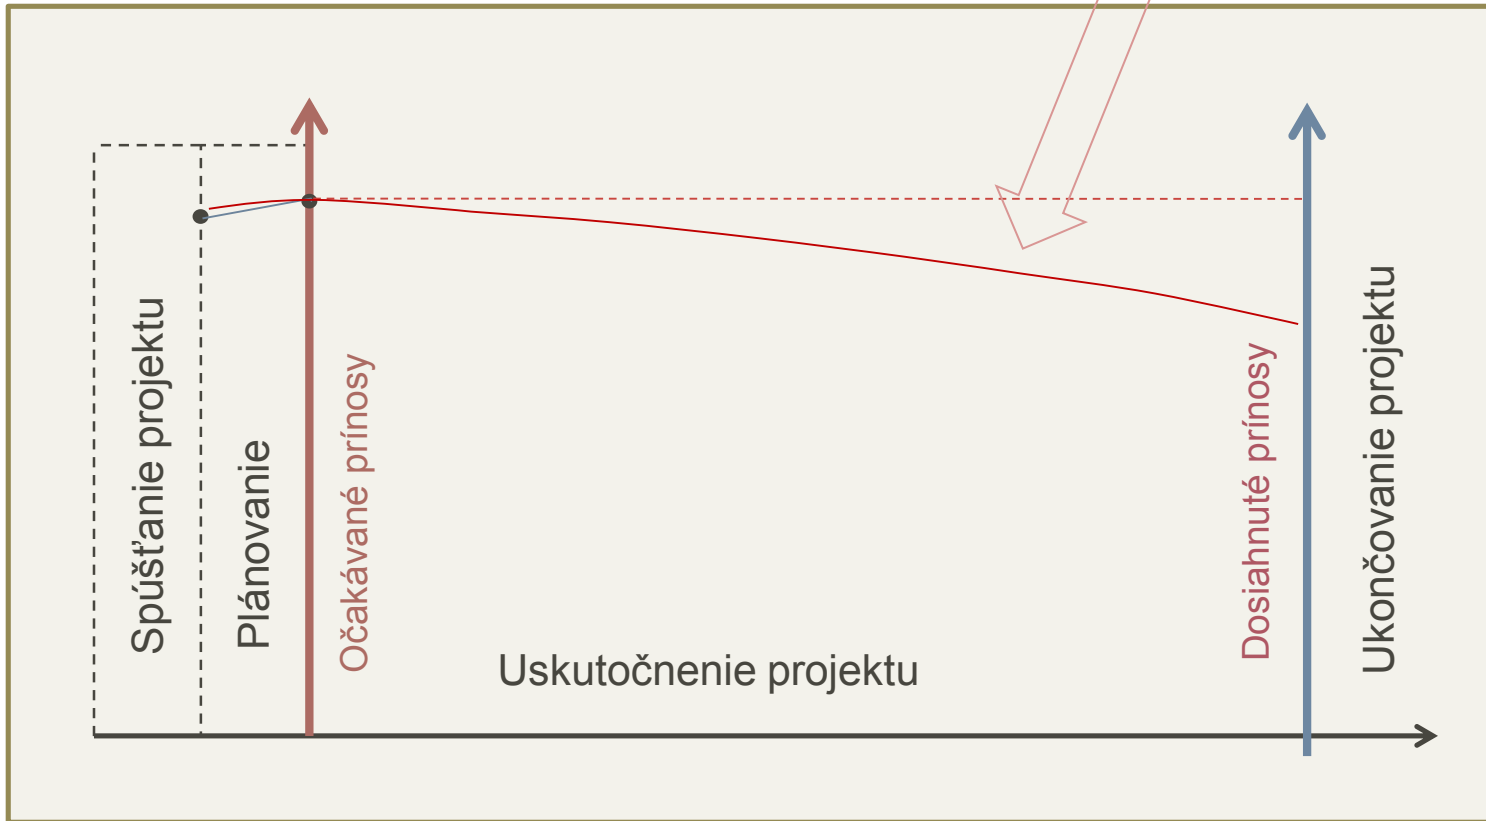 Spúšťanie projektu
Plánovanie
Očakávané prínosy
Uskutočnenie projektu
Dosiahnuté prínosy
Ukončovanie projektu